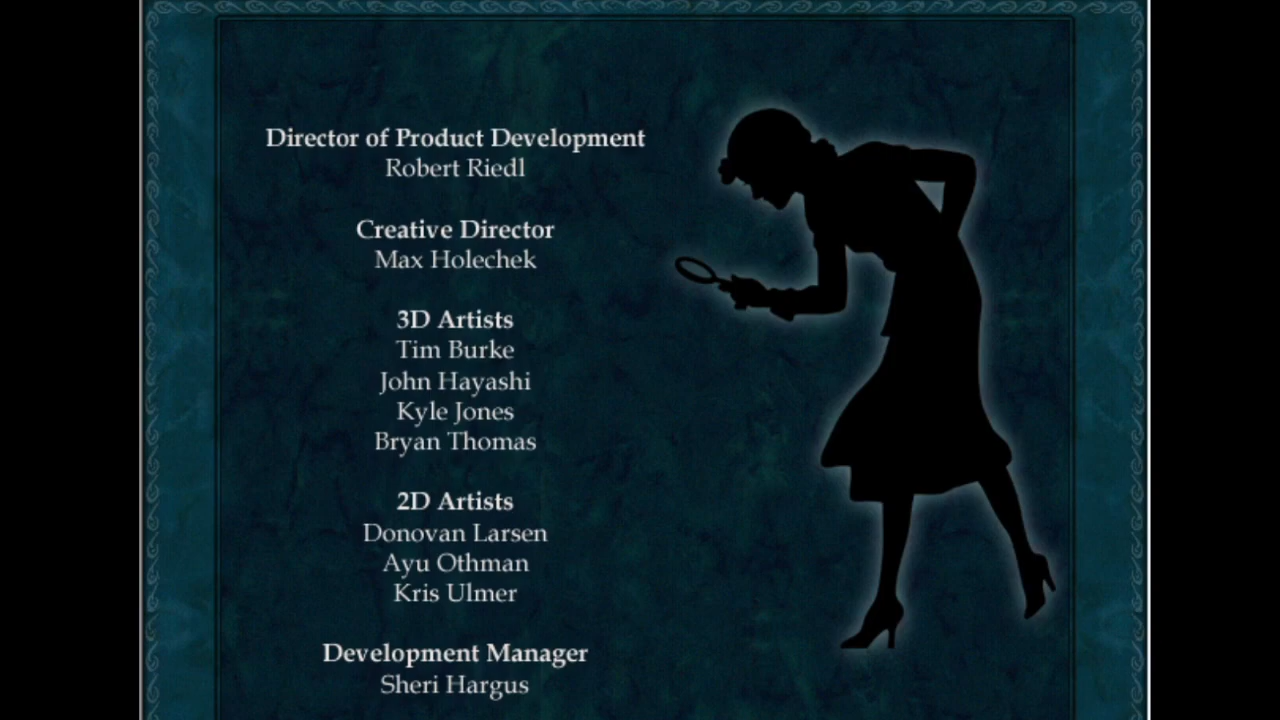 Director of Product Development
Robert Riedl
Creative Director
Max Holechek
3D Artists
Tim Burke
John Hayashi
Kyle Jones
Bryan Thomas
2D Artists
Donovan Larsen
Ayu Othman
Kris Ulmer
Development Manager
Sheri Hargus